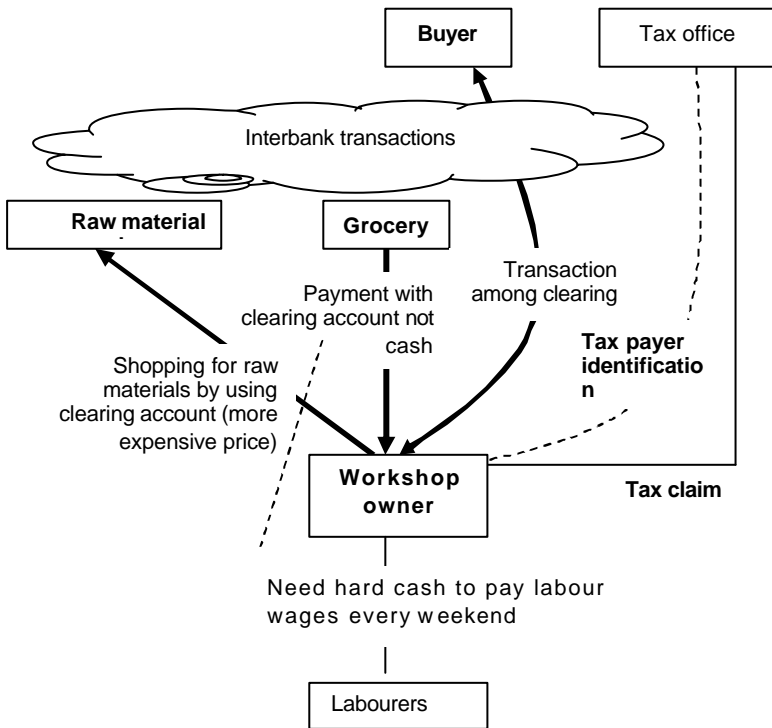 Buyer
Tax office
Interbank transactions
Raw material
Grocery
Payment with
clearing account not
cash
Transaction
among clearing
Shopping for raw
materials by using
clearing account (more
expensive price)
Tax payer
identificatio
n
Workshop
owner
Tax claim
Need hard cash to pay labour
wages every weekend
Labourers